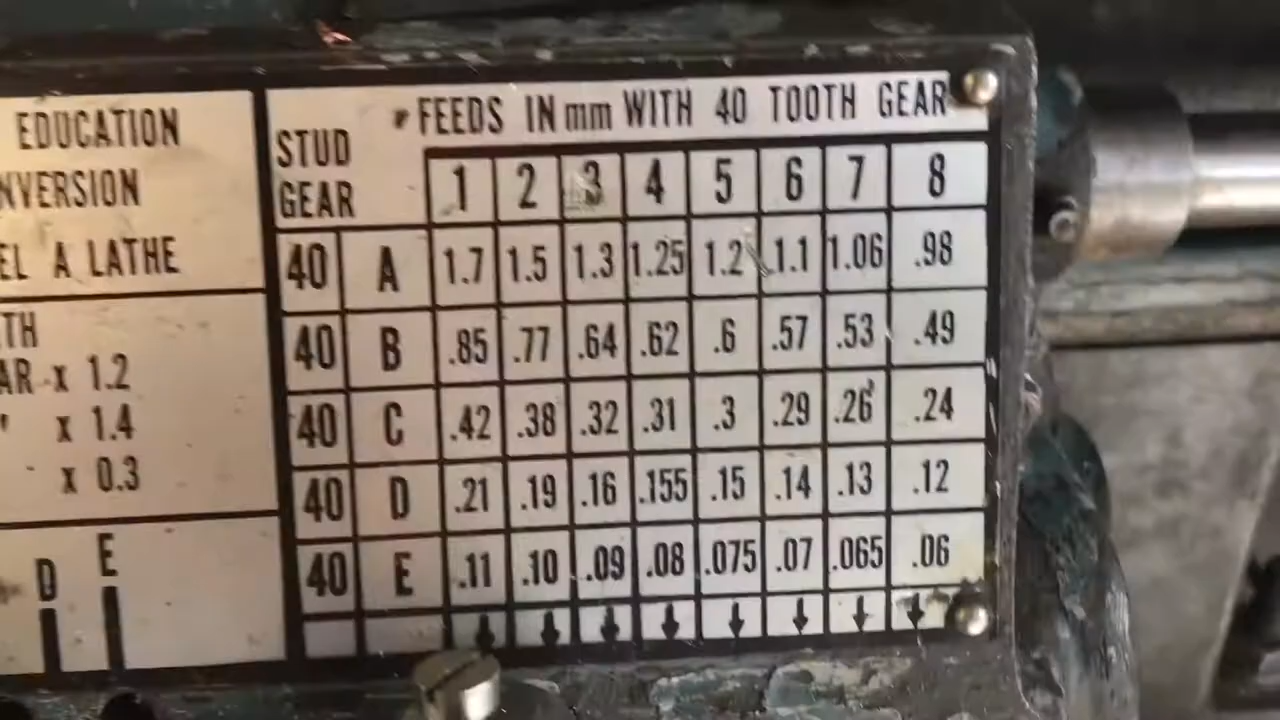 EDUCATION
NVERSION
EL A LATHE
TH
AR x 1.2
" x 1.4
x 0.3
D E
FEEDS IN mm WITH 40 TOOTH GEAR
STUD
GEAR
1 2 3 4 5 6 7 8
40 A 1.7 1.5 1.3 1.25 1.2 1.1 1.06 .98
40 B .85 .77 .64 .62 .6 .57 .53 .49
40 C .42 .38 .32 .31 .3 .29 .26 .24
40 D .21 .19 .16 .155 .15 .14 .13 .12
40 E .11 .10 .09 .08 .075 .07 .065 .06